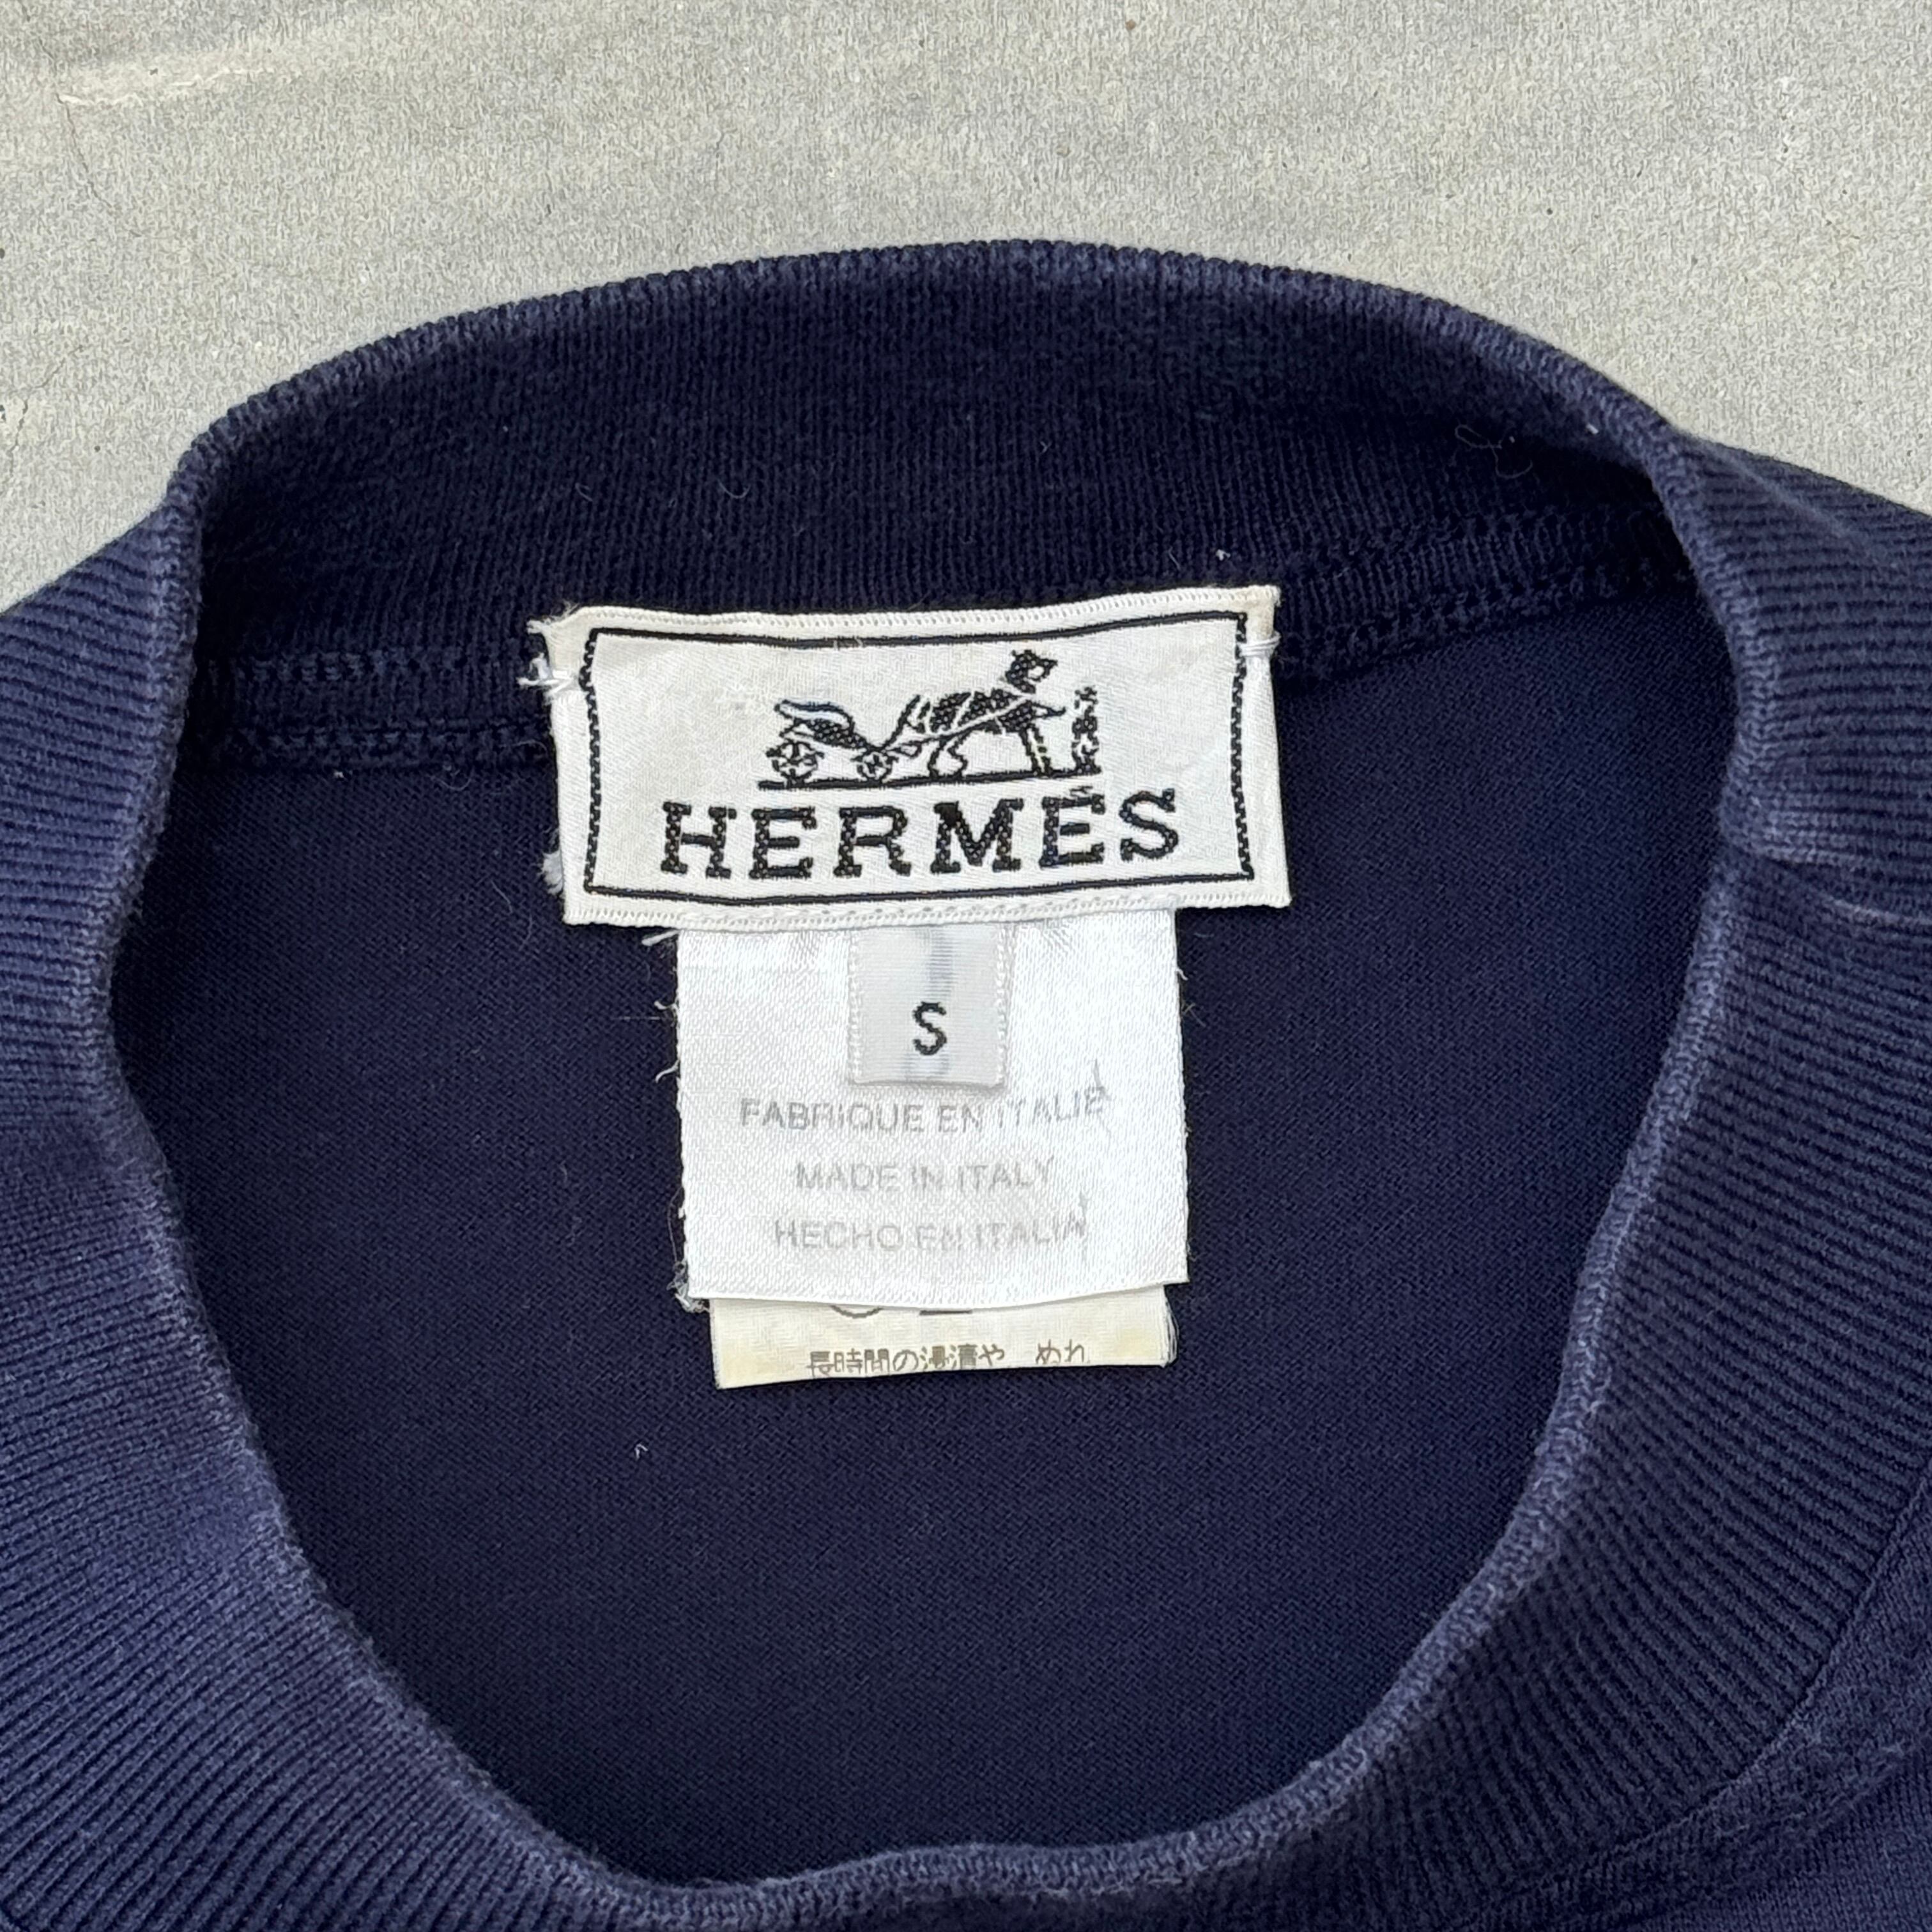 HERMÈS
S
FABRIQUE EN ITALIE
MADE IN ITALY
HECHO EN ITALIA
長時間の浸漬や ぬれ